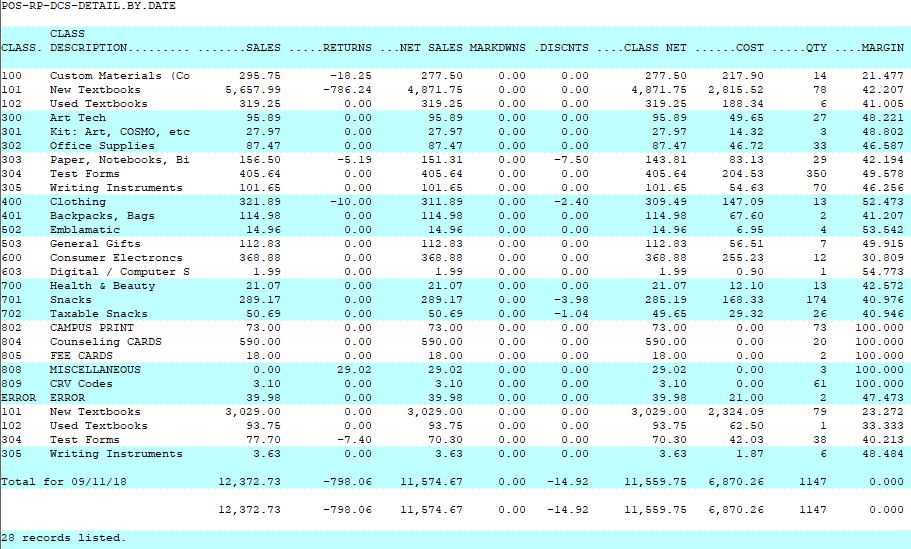 POS-RP-DCS-DETAIL.BY.DATE
CLASS
CLASS. DESCRIPTION......... .......SALES .....RETURNS ...NET SALES MARKDWNS .DISCNTS ....CLASS NET ......COST .....QTY ....MARGIN
100 Custom Materials (Co 295.75 -18.25 277.50 0.00 0.00 277.50 217.90 14 21.477
101 New Textbooks 5,657.99 -786.24 4,871.75 0.00 0.00 4,871.75 2,815.52 78 42.207
102 Used Textbooks 319.25 0.00 319.25 0.00 0.00 319.25 188.34 6 41.005
300 Art Tech 95.89 0.00 95.89 0.00 0.00 95.89 49.65 27 48.221
301 Kit: Art, COSMO, etc 27.97 0.00 27.97 0.00 0.00 27.97 14.32 3 48.802
302 Office Supplies 87.47 0.00 87.47 0.00 0.00 87.47 46.72 33 46.587
303 Paper, Notebooks, Bi 156.50 -5.19 151.31 0.00 -7.50 143.81 83.13 29 42.194
304 Test Forms 405.64 0.00 405.64 0.00 0.00 405.64 204.53 350 49.578
305 Writing Instruments 101.65 0.00 101.65 0.00 0.00 101.65 54.63 70 46.256
400 Clothing 321.89 -10.00 311.89 0.00 -2.40 309.49 147.09 13 52.473
401 Backpacks, Bags 114.98 0.00 114.98 0.00 0.00 114.98 67.60 2 41.207
502 Emblamatic 14.96 0.00 14.96 0.00 0.00 14.96 6.95 4 53.542
503 General Gifts 112.83 0.00 112.83 0.00 0.00 112.83 56.51 7 49.915
600 Consumer Electroncs 368.88 0.00 368.88 0.00 0.00 368.88 255.23 12 30.809
603 Digital / Computer S 1.99 0.00 1.99 0.00 0.00 1.99 0.90 1 54.773
700 Health & Beauty 21.07 0.00 21.07 0.00 0.00 21.07 12.10 13 42.572
701 Snacks 289.17 0.00 289.17 0.00 -3.98 285.19 168.33 174 40.976
702 Taxable Snacks 50.69 0.00 50.69 0.00 -1.04 49.65 29.32 26 40.946
802 CAMPUS PRINT 73.00 0.00 73.00 0.00 0.00 73.00 0.00 73 100.000
804 Counseling CARDS 590.00 0.00 590.00 0.00 0.00 590.00 0.00 20 100.000
805 FEE CARDS 18.00 0.00 18.00 0.00 0.00 18.00 0.00 2 100.000
808 MISCELLANEOUS 0.00 29.02 29.02 0.00 0.00 29.02 0.00 3 100.000
809 CRV Codes 3.10 0.00 3.10 0.00 0.00 3.10 0.00 61 100.000
ERROR ERROR 39.98 0.00 39.98 0.00 0.00 39.98 21.00 2 47.473
101 New Textbooks 3,029.00 0.00 3,029.00 0.00 0.00 3,029.00 2,324.09 79 23.272
102 Used Textbooks 93.75 0.00 93.75 0.00 0.00 93.75 62.50 1 33.333
304 Test Forms 77.70 -7.40 70.30 0.00 0.00 70.30 42.03 38 40.213
305 Writing Instruments 3.63 0.00 3.63 0.00 0.00 3.63 1.87 6 48.484
Total for 09/11/18 12,372.73 -798.06 11,574.67 0.00 -14.92 11,559.75 6,870.26 1147 0.000
12,372.73 -798.06 11,574.67 0.00 -14.92 11,559.75 6,870.26 1147 0.000
28 records listed.